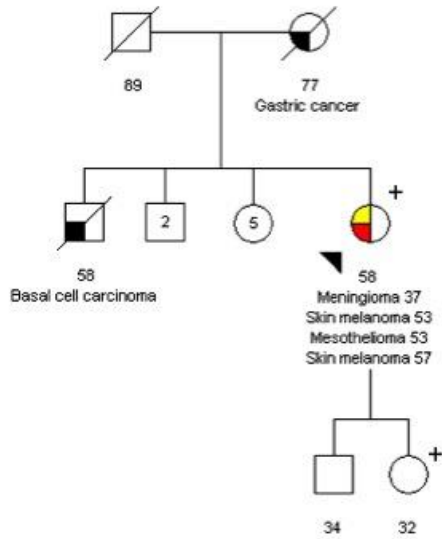 89
77
Gastric cancer
2
5
+
58
Basal cell carcinoma
58
Meningioma 37
Skin melanoma 53
Mesothelioma 53
Skin melanoma 57
+
34
32